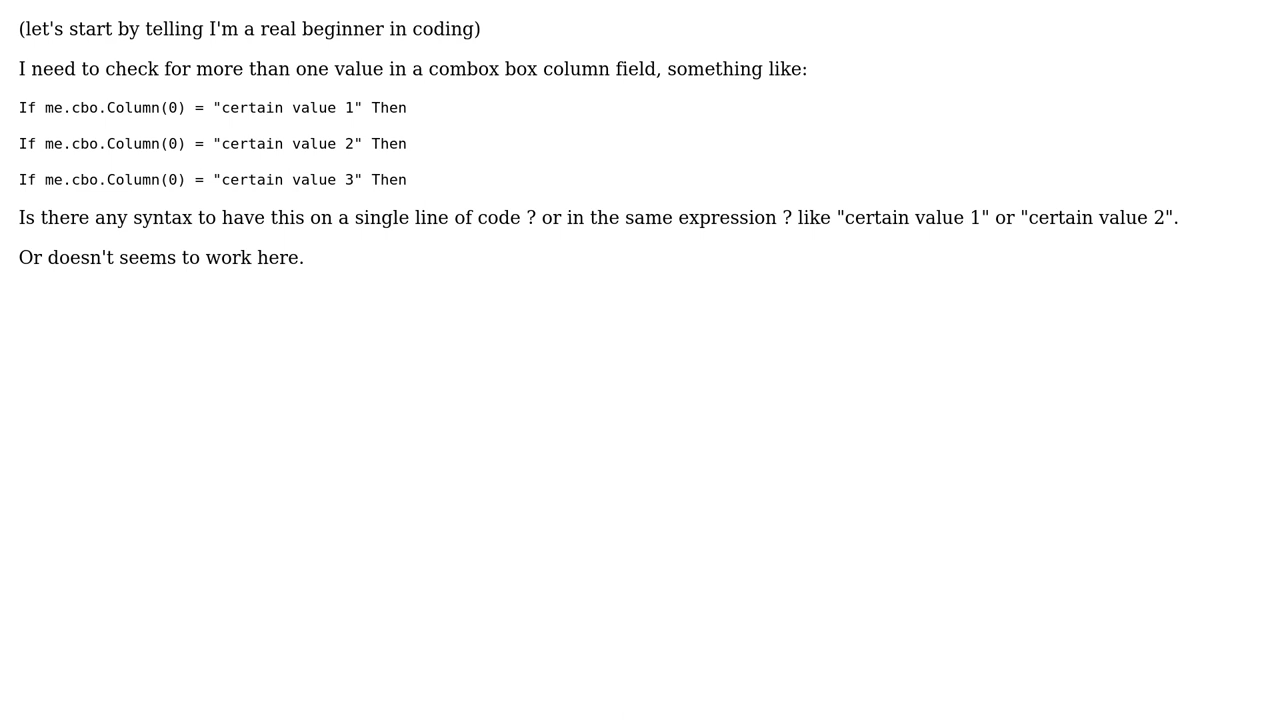 (let's start by telling I'm a real beginner in coding)
I need to check for more than one value in a combox box column field, something like:
If me.cbo.Column(0) = "certain value 1" Then
If me.cbo.Column(0) = "certain value 2" Then
If me.cbo.Column(0) = "certain value 3" Then
Is there any syntax to have this on a single line of code ? or in the same expression ? like "certain value 1" or "certain value 2".
Or doesn't seems to work here.